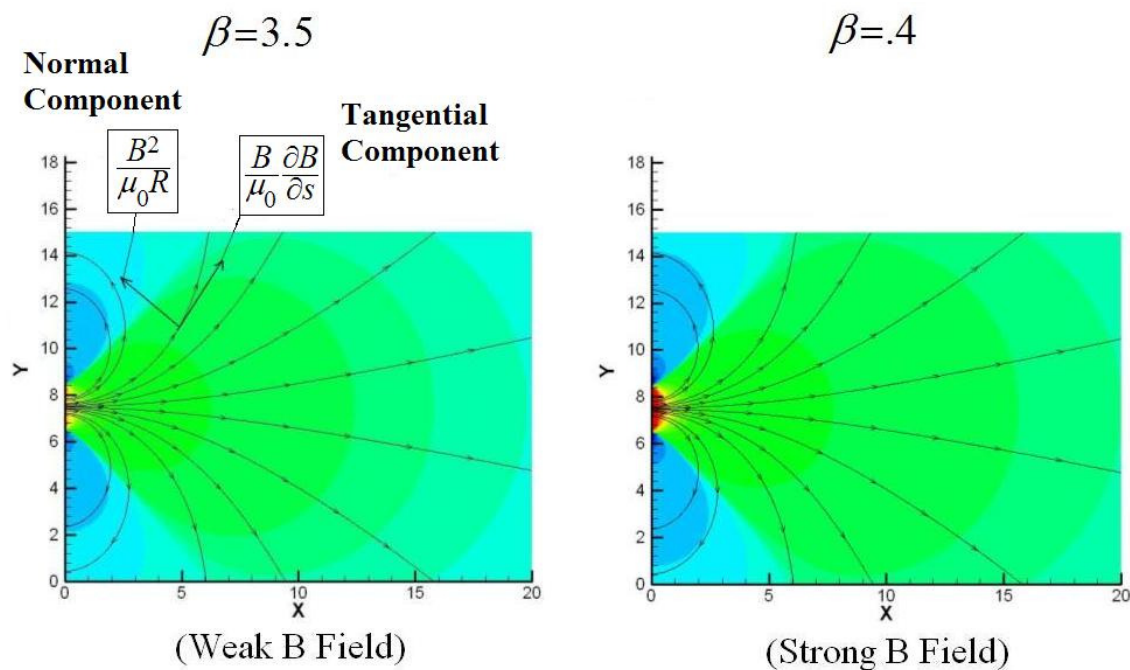 β=3.5
β=.4
Normal
Component
Tangential
Component
B²/μ₀R
B/μ₀ ∂B/∂s
18
16
14
12
10
8
6
4
2
0
Y
0
5
10
15
20
X
18
16
14
12
10
8
6
4
2
0
Y
0
5
10
15
20
X
(Weak B Field)
(Strong B Field)